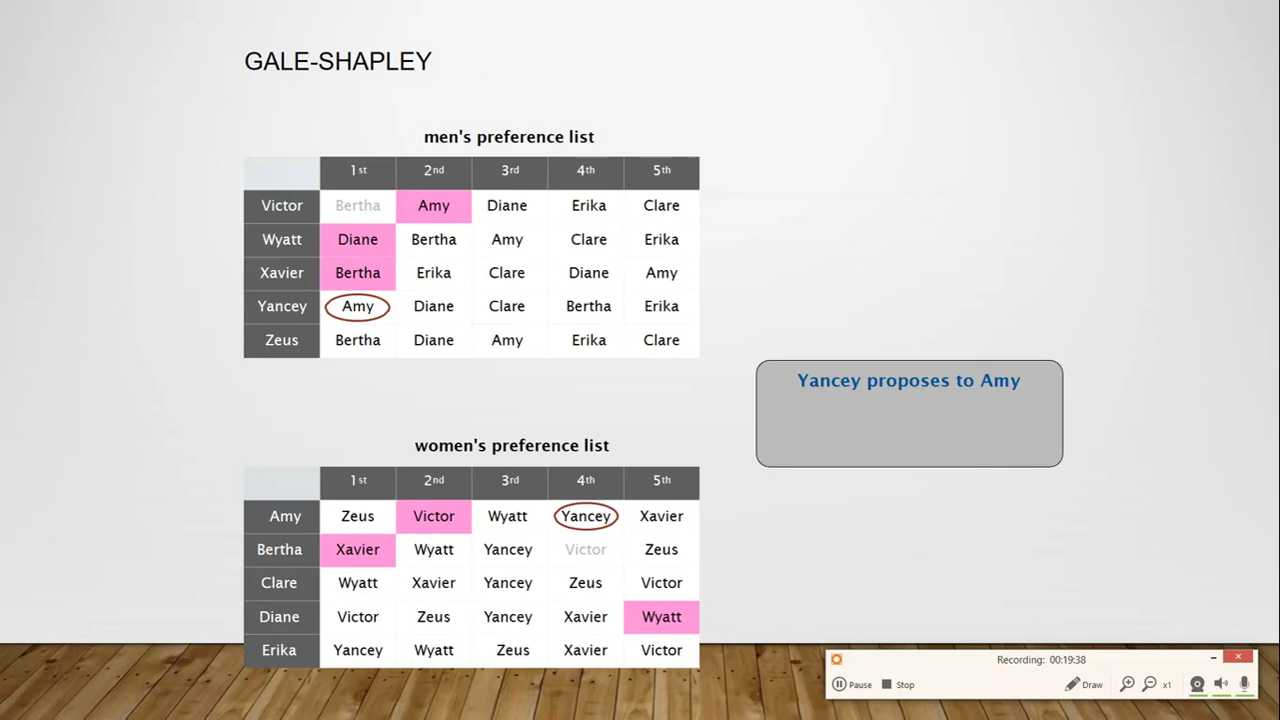 GALE-SHAPLEY
men's preference list
1st 2nd 3rd 4th 5th
Victor Bertha Amy Diane Erika Clare
Wyatt Diane Bertha Amy Clare Erika
Xavier Bertha Erika Clare Diane Amy
Yancey Amy Diane Clare Bertha Erika
Zeus Bertha Diane Amy Erika Clare
Yancey proposes to Amy
women's preference list
1st 2nd 3rd 4th 5th
Amy Zeus Victor Wyatt Yancey Xavier
Bertha Xavier Wyatt Yancey Victor Zeus
Clare Wyatt Xavier Yancey Zeus Victor
Diane Victor Zeus Yancey Xavier Wyatt
Erika Yancey Wyatt Zeus Xavier Victor
Recording: 00:19:38
Pause Stop Draw x1